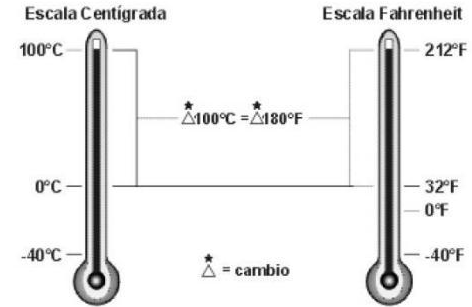 Escala Centígrada Escala Fahrenheit
100°C 212°F
★△100°C = ★△180°F
0°C 32°F
0°F
-40°C -40°F
★△ = cambio